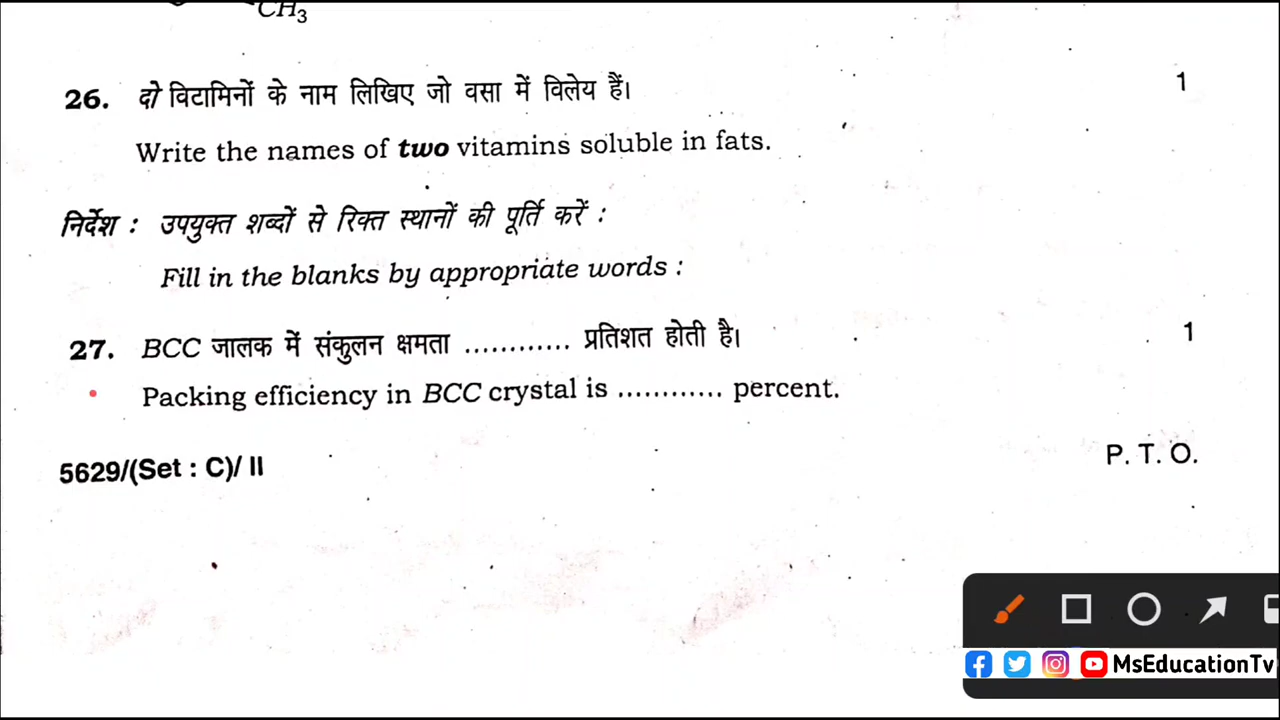 CH3
26. दो विटामिनों के नाम लिखिए जो वसा में विलेय हैं। 1
Write the names of two vitamins soluble in fats.
निर्देश : उपयुक्त शब्दों से रिक्त स्थानों की पूर्ति करें :
Fill in the blanks by appropriate words :
27. BCC जालक में संकुलन क्षमता ............ प्रतिशत होती है। 1
Packing efficiency in BCC crystal is ............ percent.
5629/(Set : C)/ II P. T. O.
MsEducationTv